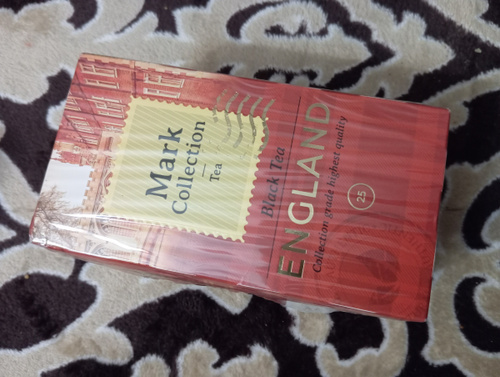 Mark
Collection
Tea
Black Tea
ENGLAND
Collection grade highest quality
25